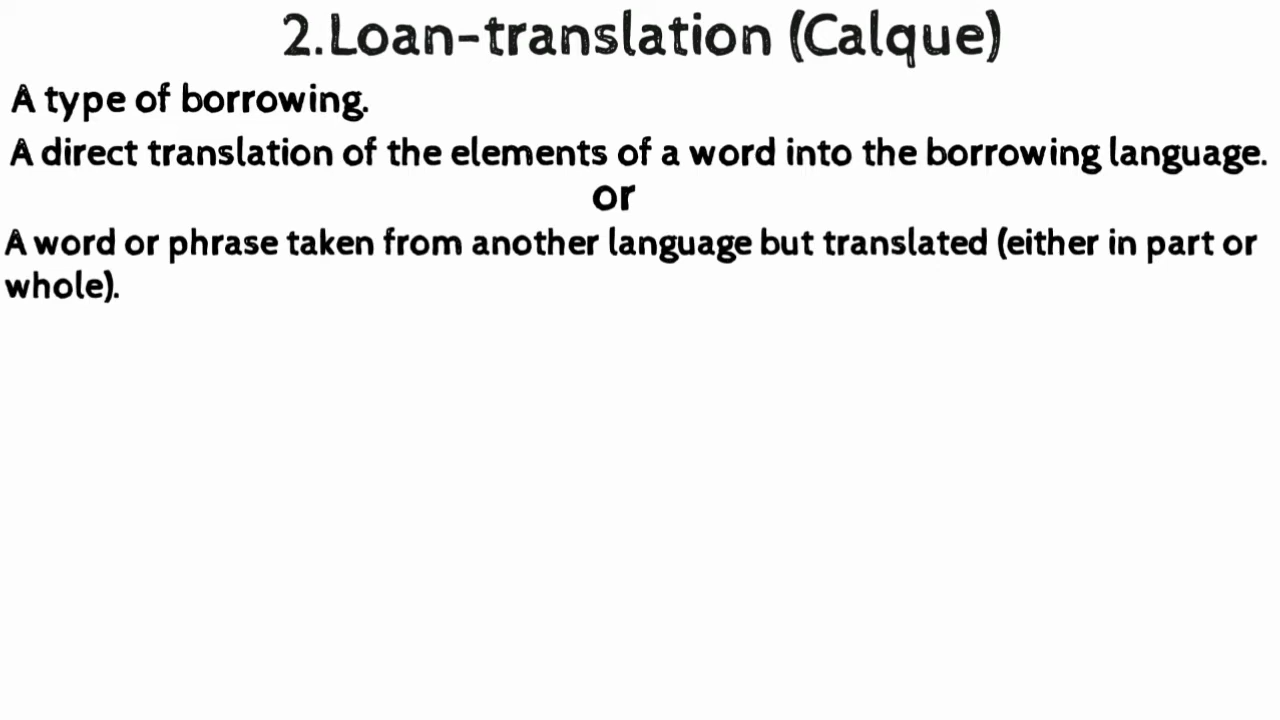 2.Loan-translation (Calque)
A type of borrowing.
A direct translation of the elements of a word into the borrowing language.
or
A word or phrase taken from another language but translated (either in part or
whole).